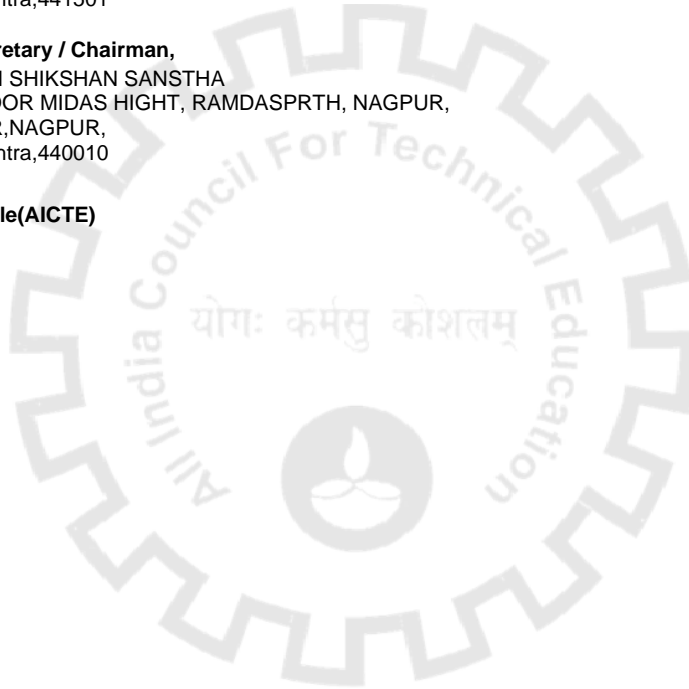 ntra,441501
retary / Chairman,
SHIKSHAN SANSTHA
OOR MIDAS HIGHT, RAMDASPRTH, NAGPUR,
R,NAGPUR,
ntra,440010
le(AICTE)
All India Council For Technical Education
योगः कर्मसु कोशलम्